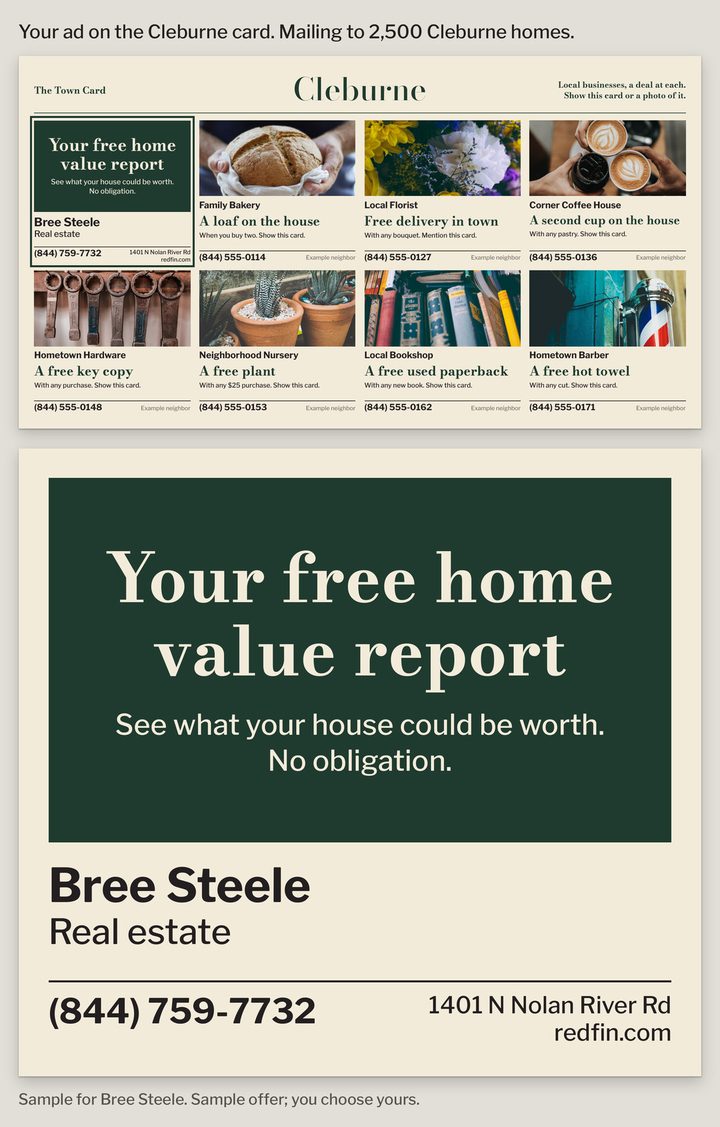 Your ad on the Cleburne card. Mailing to 2,500 Cleburne homes.
The Town Card
Cleburne
Local businesses, a deal at each.
Show this card or a photo of it.
Your free home
value report
See what your house could be worth.
No obligation.
Bree Steele
Real estate
(844) 759-7732
1401 N Nolan River Rd
redfin.com
Family Bakery
A loaf on the house
When you buy two. Show this card.
(844) 555-0114
Example neighbor
Local Florist
Free delivery in town
With any bouquet. Mention this card.
(844) 555-0127
Example neighbor
Corner Coffee House
A second cup on the house
With any pastry. Show this card.
(844) 555-0136
Example neighbor
Hometown Hardware
A free key copy
With any purchase. Show this card.
(844) 555-0148
Example neighbor
Neighborhood Nursery
A free plant
With any $25 purchase. Show this card.
(844) 555-0153
Example neighbor
Local Bookshop
A free used paperback
With any new book. Show this card.
(844) 555-0162
Example neighbor
Hometown Barber
A free hot towel
With any cut. Show this card.
(844) 555-0171
Example neighbor
Your free home
value report
See what your house could be worth.
No obligation.
Bree Steele
Real estate
(844) 759-7732
1401 N Nolan River Rd
redfin.com
Sample for Bree Steele. Sample offer; you choose yours.